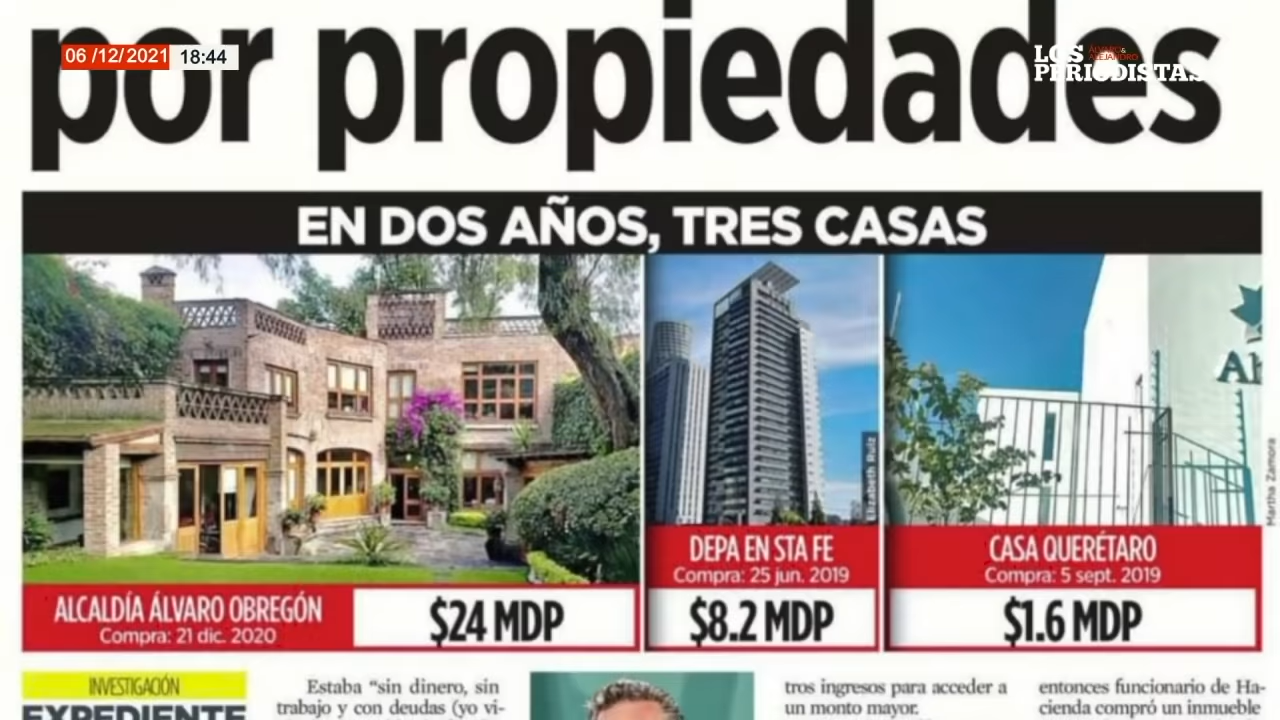 por propiedades
06 /12/2021 18:44
LOS ÁLVARO & ALEJANDRO
PERIODISTAS
EN DOS AÑOS, TRES CASAS
Elizabeth Ruiz
Martha Zamora
ALCALDÍA ÁLVARO OBREGÓN
Compra: 21 dic. 2020
$24 MDP
DEPA EN STA FE
Compra: 25 jun. 2019
$8.2 MDP
CASA QUERÉTARO
Compra: 5 sept. 2019
$1.6 MDP
INVESTIGACIÓN
EXPEDIENTE
Estaba "sin dinero, sin
trabajo y con deudas (yo vi-
tros ingresos para acceder a
un monto mayor.
entonces funcionario de Ha-
cienda compró un inmueble